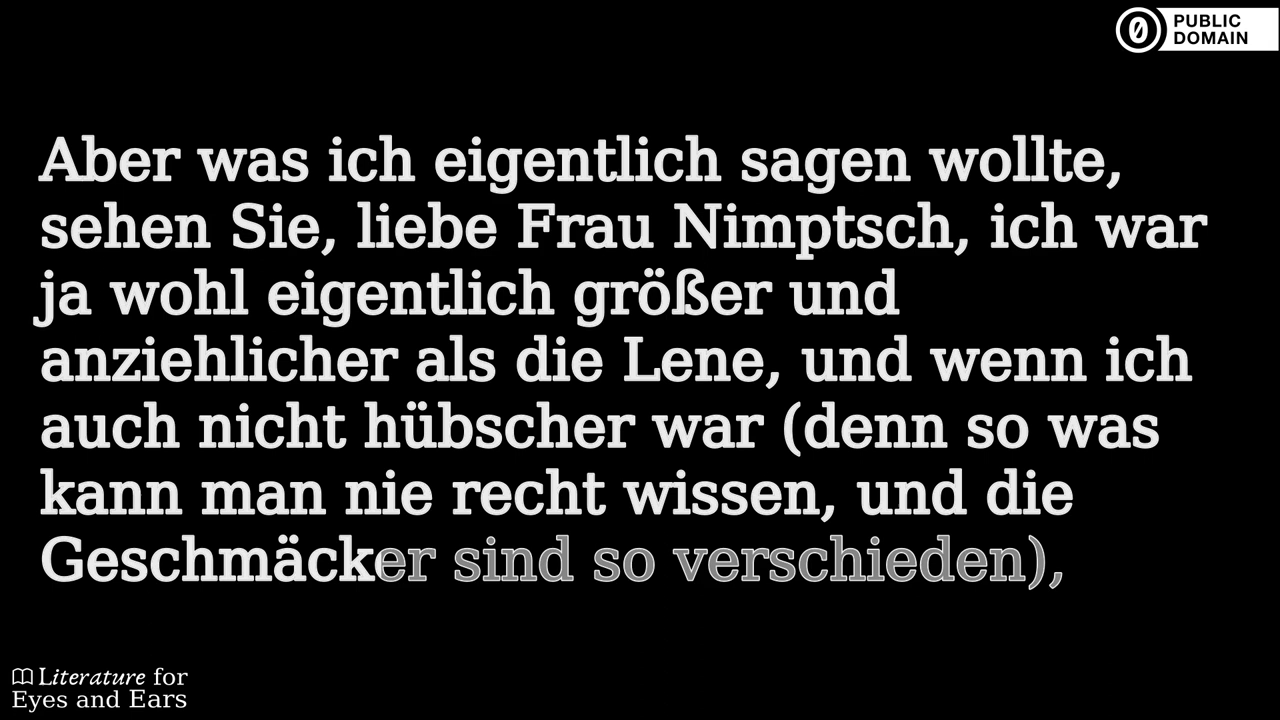 PUBLIC
DOMAIN
Aber was ich eigentlich sagen wollte,
sehen Sie, liebe Frau Nimptsch, ich war
ja wohl eigentlich größer und
anziehlicher als die Lene, und wenn ich
auch nicht hübscher war (denn so was
kann man nie recht wissen, und die
Geschmäcker sind so verschieden),
Literature for
Eyes and Ears